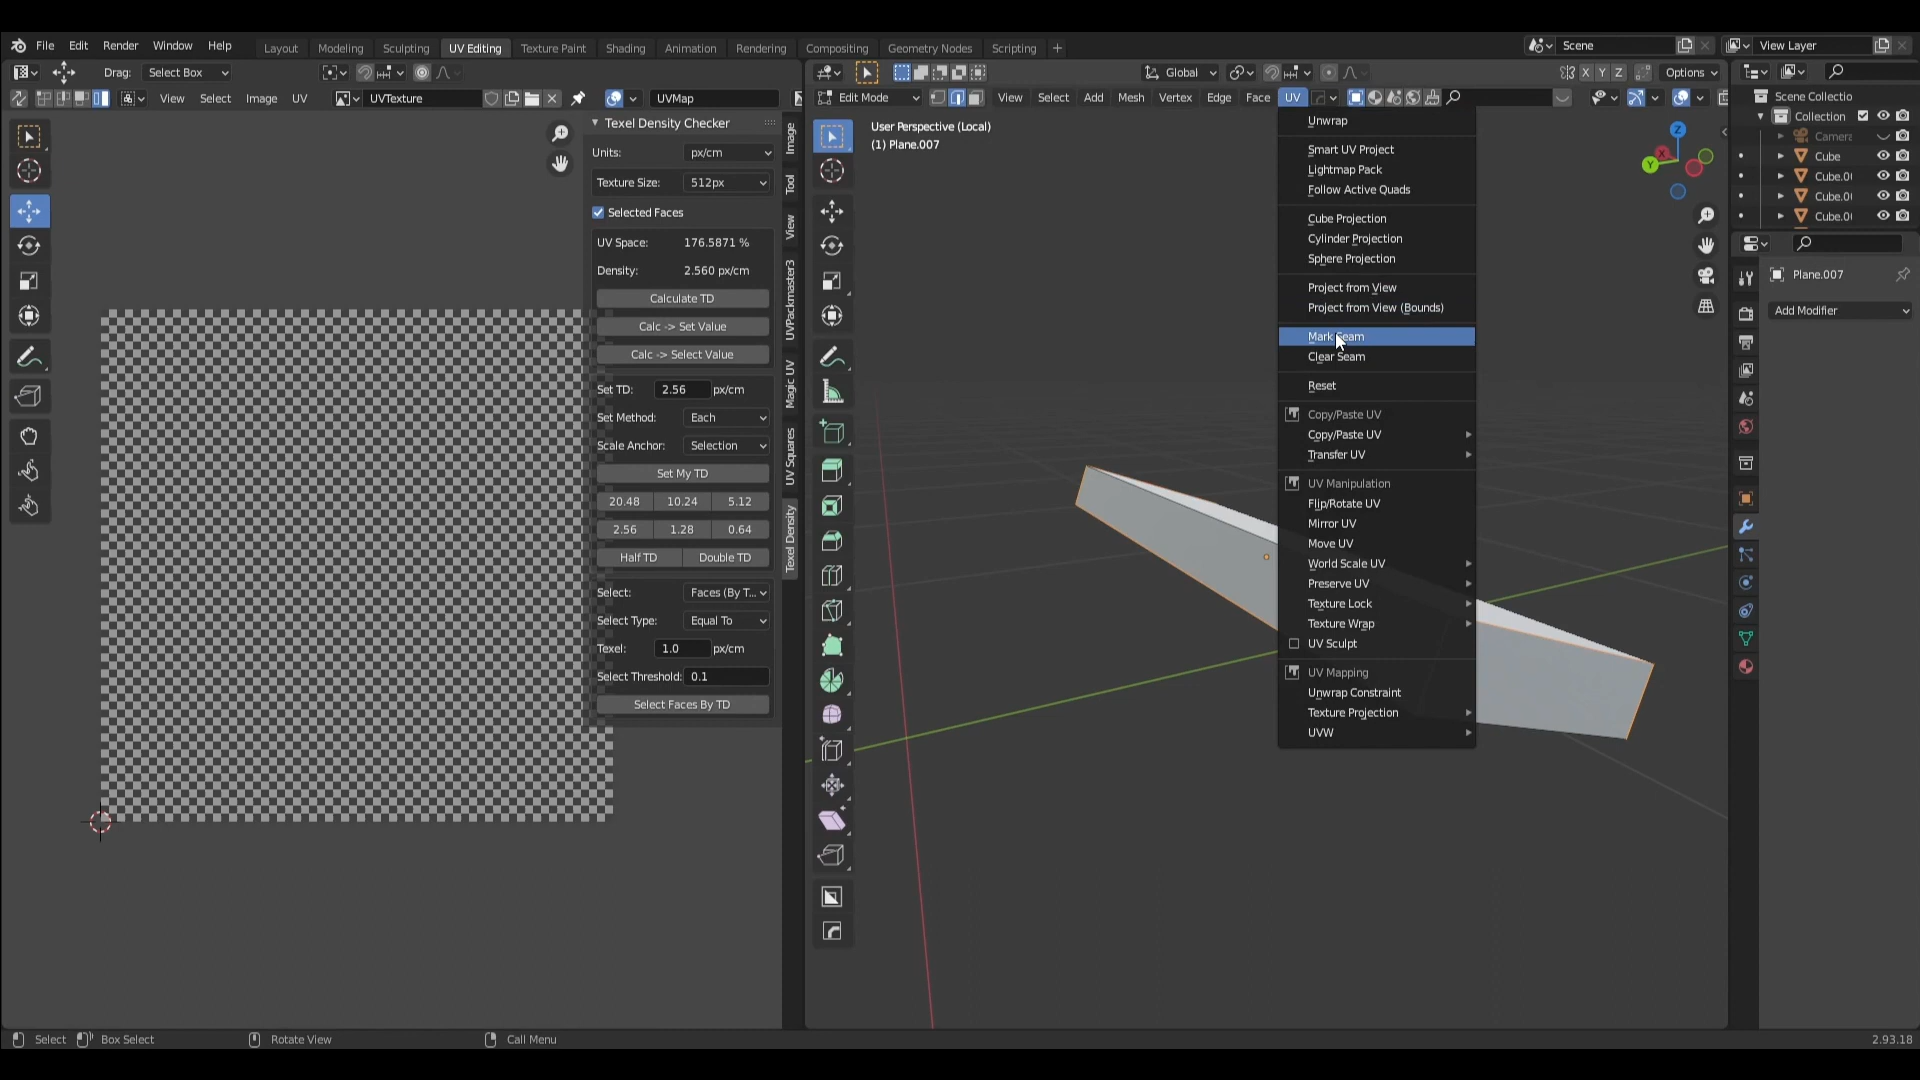 File Edit Render Window Help
Layout Modeling Sculpting UV Editing Texture Paint Shading Animation Rendering Compositing Geometry Nodes Scripting +
Scene
View Layer
Drag: Select Box
Global
X Y Z
Options
View Select Image UV
UVTexture
UVMap
Edit Mode
View Select Add Mesh Vertex Edge Face UV
Texel Density Checker
Units: px/cm
Texture Size: 512px
Selected Faces
UV Space: 176.5871 %
Density: 2.560 px/cm
Calculate TD
Calc -> Set Value
Calc -> Select Value
Set TD: 2.56 px/cm
Set Method: Each
Scale Anchor: Selection
Set My TD
20.48 10.24 5.12
2.56 1.28 0.64
Half TD Double TD
Select: Faces (By T...
Select Type: Equal To
Texel: 1.0 px/cm
Select Threshold: 0.1
Select Faces By TD
Image
Tool
View
UVPackmaster3
Magic UV
UV Squares
Texel Density
User Perspective (Local)
(1) Plane.007
Unwrap
Smart UV Project
Lightmap Pack
Follow Active Quads
Cube Projection
Cylinder Projection
Sphere Projection
Project from View
Project from View (Bounds)
Mark Seam
Clear Seam
Reset
Copy/Paste UV
Copy/Paste UV
Transfer UV
UV Manipulation
Flip/Rotate UV
Mirror UV
Move UV
World Scale UV
Preserve UV
Texture Lock
Texture Wrap
UV Sculpt
UV Mapping
Unwrap Constraint
Texture Projection
UVW
Z
X
Y
Scene Collectio
Collection
Camera
Cube
Cube.0
Cube.0
Cube.0
Plane.007
Add Modifier
Select Box Select Rotate View Call Menu
2.93.18